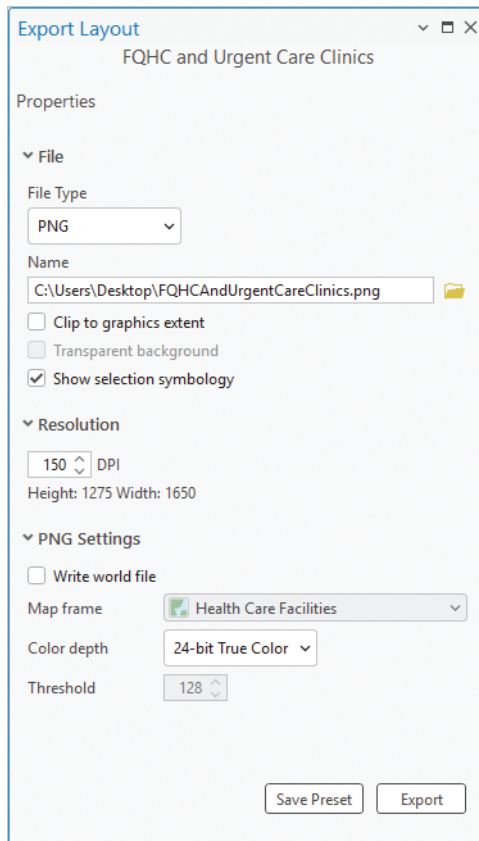 Export Layout
FQHC and Urgent Care Clinics
Properties
File
File Type
PNG
Name
C:\Users\Desktop\FQHCAndUrgentCareClinics.png
Clip to graphics extent
Transparent background
Show selection symbology
Resolution
150 DPI
Height: 1275 Width: 1650
PNG Settings
Write world file
Map frame Health Care Facilities
Color depth 24-bit True Color
Threshold 128
Save Preset Export